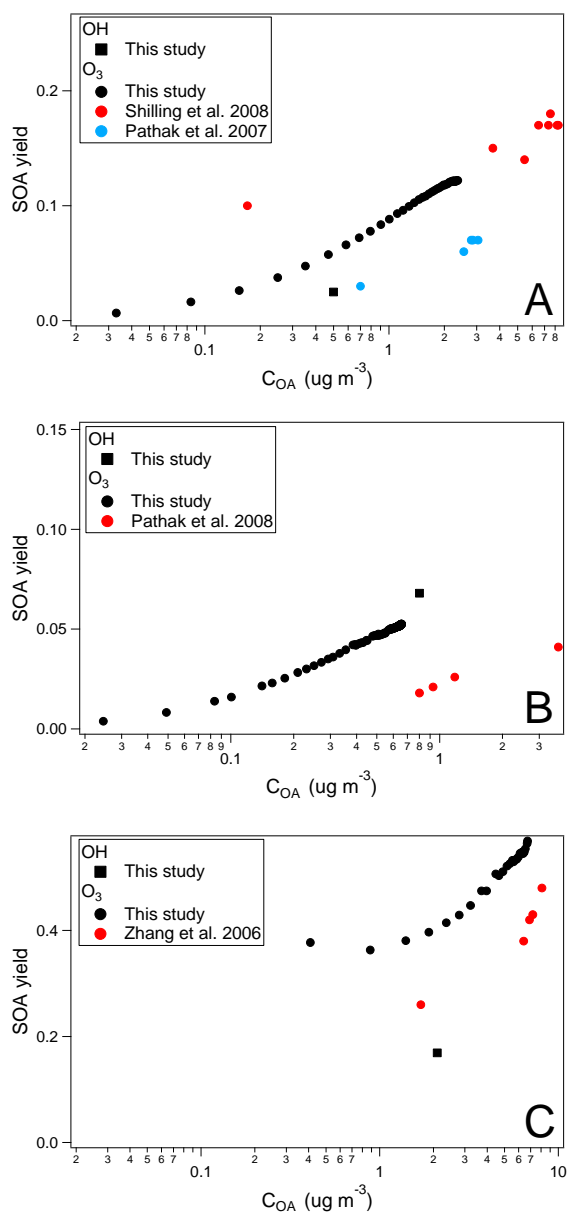 OH
This study
O₃
This study
Shilling et al. 2008
Pathak et al. 2007
0.2
0.1
0.0
SOA yield
A
2 3 4 5 6 7 8 2 3 4 5 6 7 8 2 3 4 5 6 7 8
0.1 1
C_OA (ug m⁻³)
OH
This study
O₃
This study
Pathak et al. 2008
0.15
0.10
0.05
0.00
SOA yield
B
2 3 4 5 6 7 8 9 2 3 4 5 6 7 8 9 2 3
0.1 1
C_OA (ug m⁻³)
OH
This study
O₃
This study
Zhang et al. 2006
0.4
0.2
0.0
SOA yield
C
2 3 4 5 6 7 2 3 4 5 6 7 2 3 4 5 6 7
0.1 1 10
C_OA (ug m⁻³)